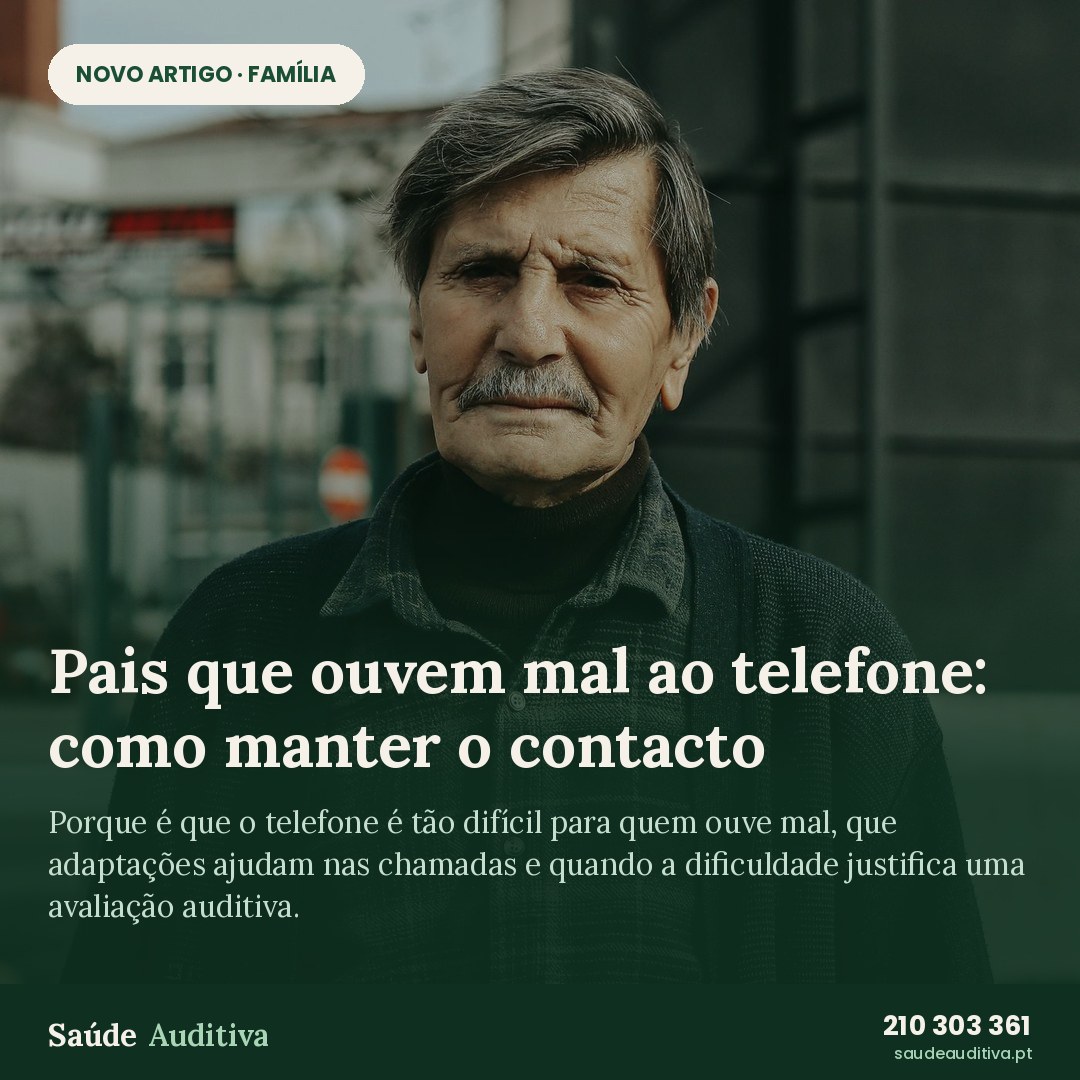 NOVO ARTIGO · FAMÍLIA
Pais que ouvem mal ao telefone:
como manter o contacto
Porque é que o telefone é tão difícil para quem ouve mal, que
adaptações ajudam nas chamadas e quando a dificuldade justifica uma
avaliação auditiva.
Saúde Auditiva
210 303 361
saudeauditiva.pt